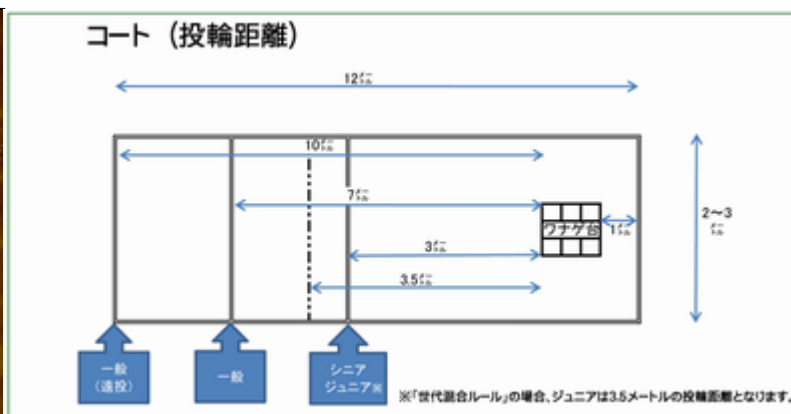 コート (投輪距離)
12メートル
10メートル
7メートル
ワナゲ台
1メートル
2~3
メートル
3メートル
3.5メートル
一般
(遠投)
一般
シニア
ジュニア※
※「世代混合ルール」の場合、ジュニアは3.5メートルの投輪距離となります。